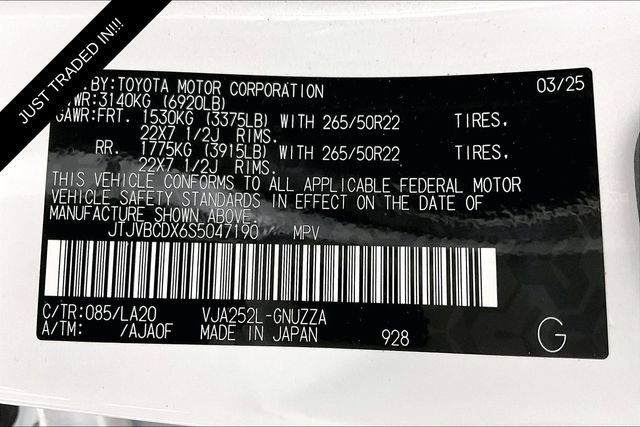 JUST TRADED IN!!!
BY:TOYOTA MOTOR CORPORATION 03/25
WR:3140KG (6920LB)
GAWR:FRT. 1530KG (3375LB) WITH 265/50R22 TIRES,
22X7 1/2J RIMS.
RR. 1775KG (3915LB) WITH 265/50R22 TIRES,
22X7 1/2J RIMS.
THIS VEHICLE CONFORMS TO ALL APPLICABLE FEDERAL MOTOR
VEHICLE SAFETY STANDARDS IN EFFECT ON THE DATE OF
MANUFACTURE SHOWN ABOVE.
JTJVBCDX6S5047190 MPV
C/TR:085/LA20 VJA252L-GNUZZA
A/TM: /AJA0F MADE IN JAPAN 928 G